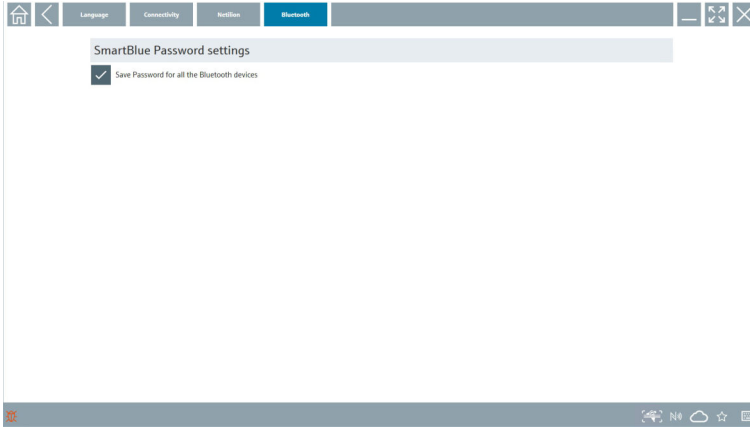 Language Connectivity Netilion Bluetooth
SmartBlue Password settings
Save Password for all the Bluetooth devices